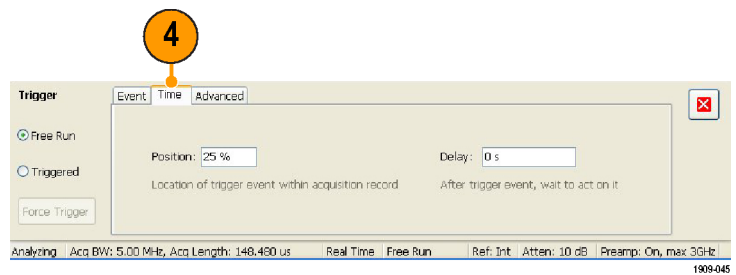 4
Trigger Event Time Advanced
Free Run
Position: 25 % Delay: 0 s
Triggered
Location of trigger event within acquisition record After trigger event, wait to act on it
Force Trigger
Analyzing Acq BW: 5.00 MHz, Acq Length: 148.480 us Real Time Free Run Ref: Int Atten: 10 dB Preamp: On, max 3GHz
1909-045